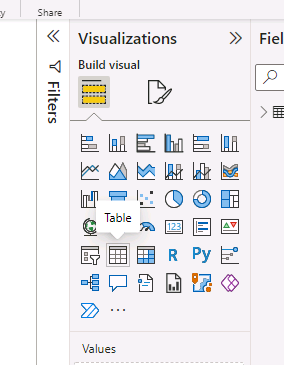 Share
Visualizations
Fiel
Build visual
Filters
Table
123
R
Py
Values